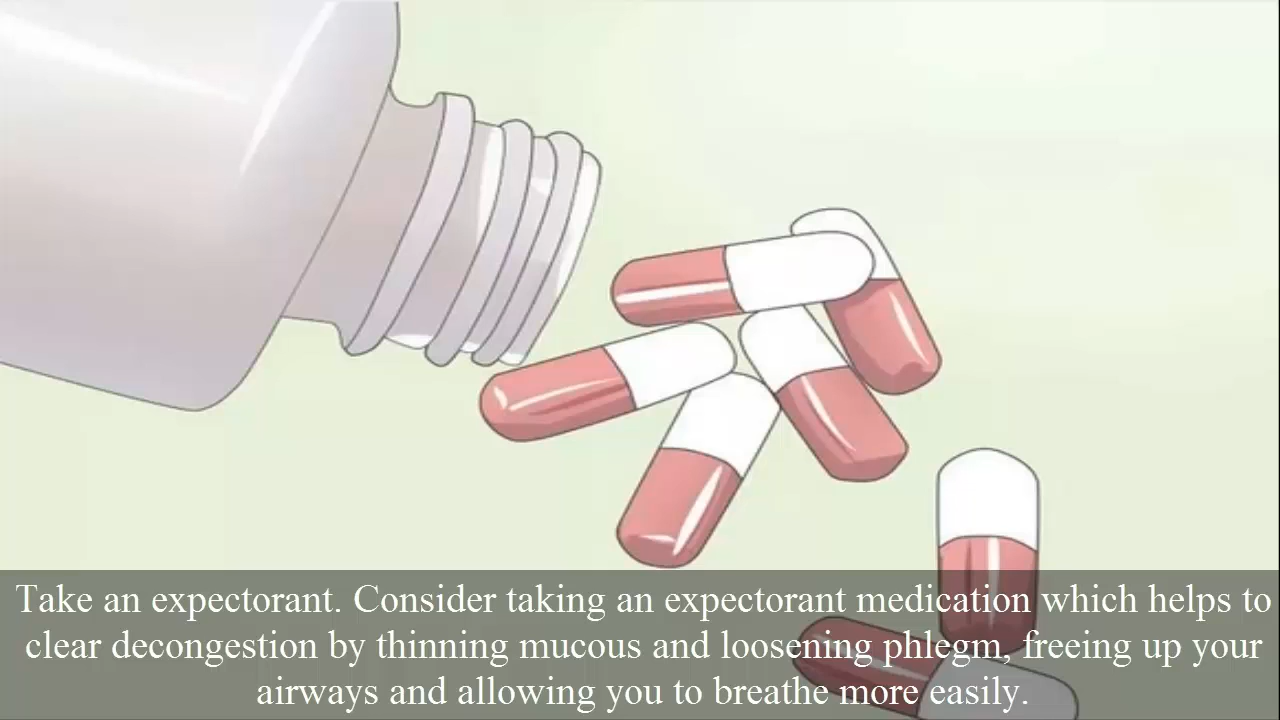 Take an expectorant. Consider taking an expectorant medication which helps to
clear decongestion by thinning mucous and loosening phlegm, freeing up your
airways and allowing you to breathe more easily.